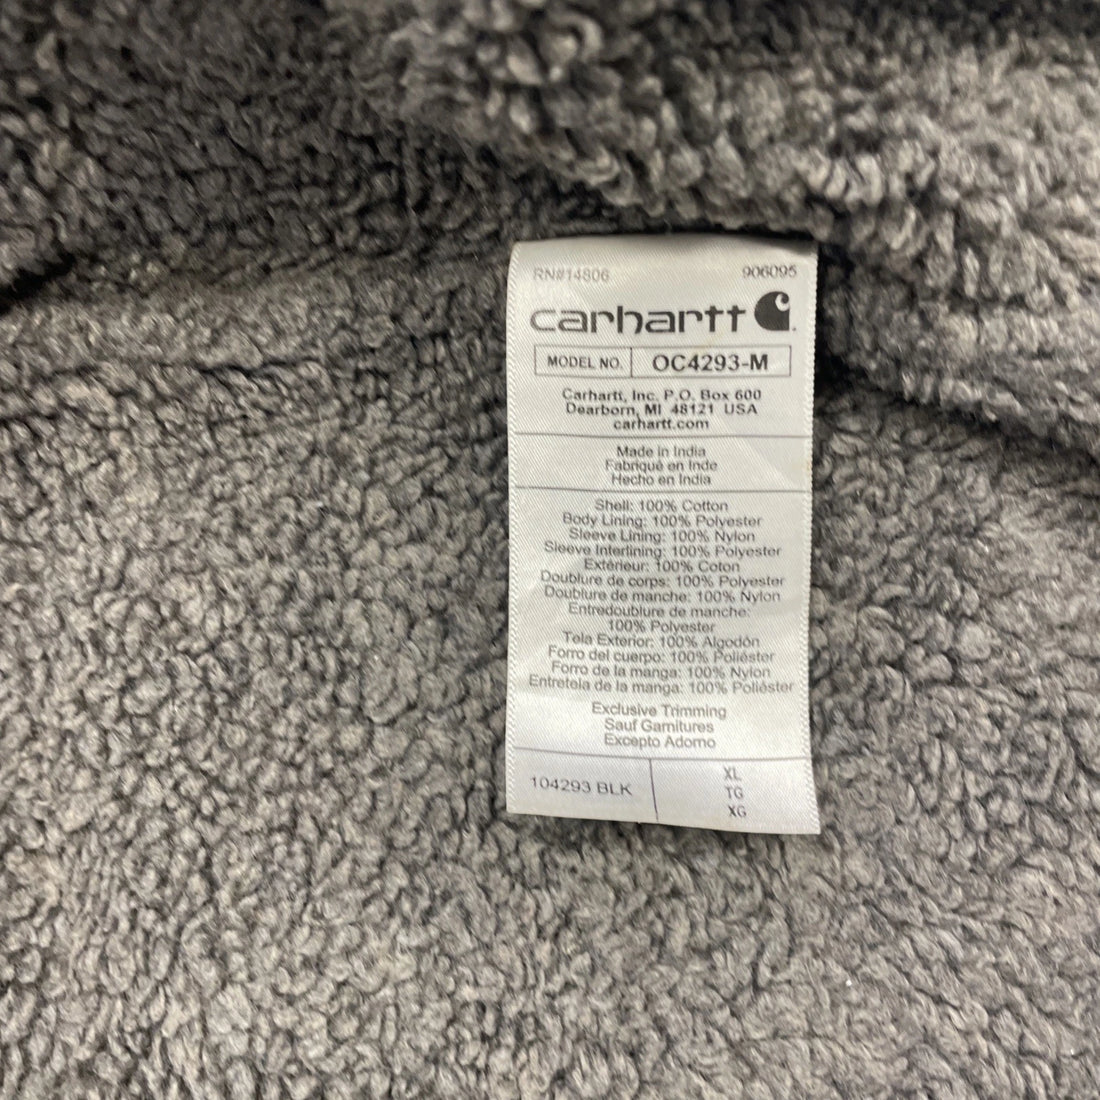 RN#14806 906095
carhartt
MODEL NO. OC4293-M
Carhartt, Inc. P.O. Box 600
Dearborn, MI 48121 USA
carhartt.com
Made in India
Fabriqué en Inde
Hecho en India
Shell: 100% Cotton
Body Lining: 100% Polyester
Sleeve Lining: 100% Nylon
Sleeve Interlining: 100% Polyester
Extérieur: 100% Coton
Doublure de corps: 100% Polyester
Doublure de manche: 100% Nylon
Entredoublure de manche:
100% Polyester
Tela Exterior: 100% Algodón
Forro del cuerpo: 100% Poliéster
Forro de la manga: 100% Nylon
Entretela de la manga: 100% Poliéster
Exclusive Trimming
Sauf Garnitures
Excepto Adorno
104293 BLK XL
TG
XG